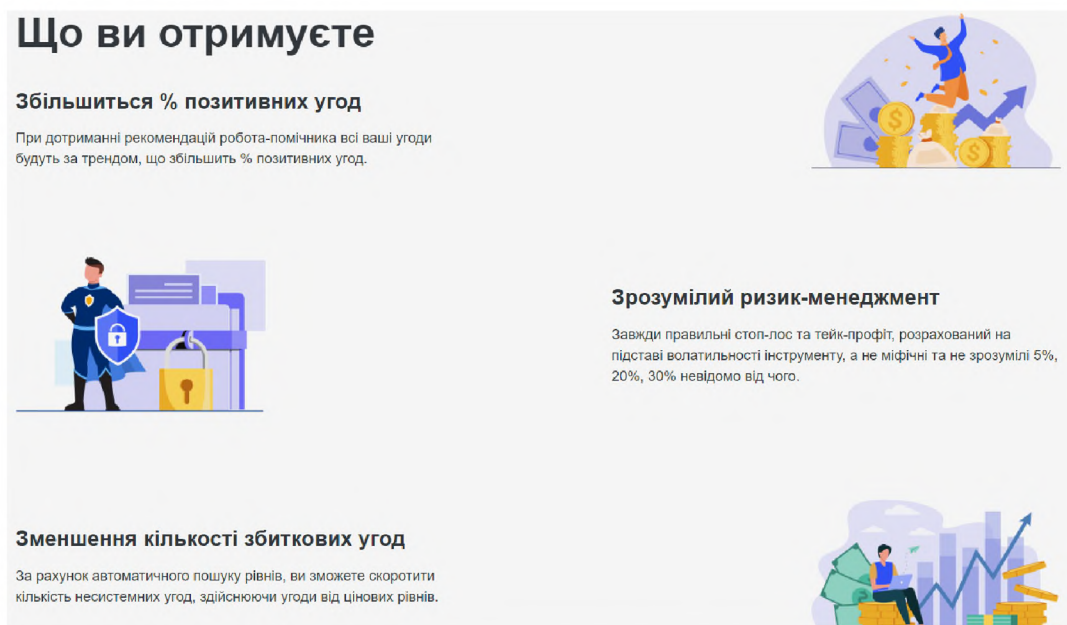 Що ви отримуєте
Збільшиться % позитивних угод
При дотриманні рекомендацій робота-помічника всі ваші угоди
будуть за трендом, що збільшить % позитивних угод.
Зрозумілий ризик-менеджмент
Завжди правильні стоп-лос та тейк-профіт, розрахований на
підставі волатильності інструменту, а не міфічні та не зрозумілі 5%,
20%, 30% невідомо від чого.
Зменшення кількості збиткових угод
За рахунок автоматичного пошуку рівнів, ви зможете скоротити
кількість несистемних угод, здійснюючи угоди від цінових рівнів.